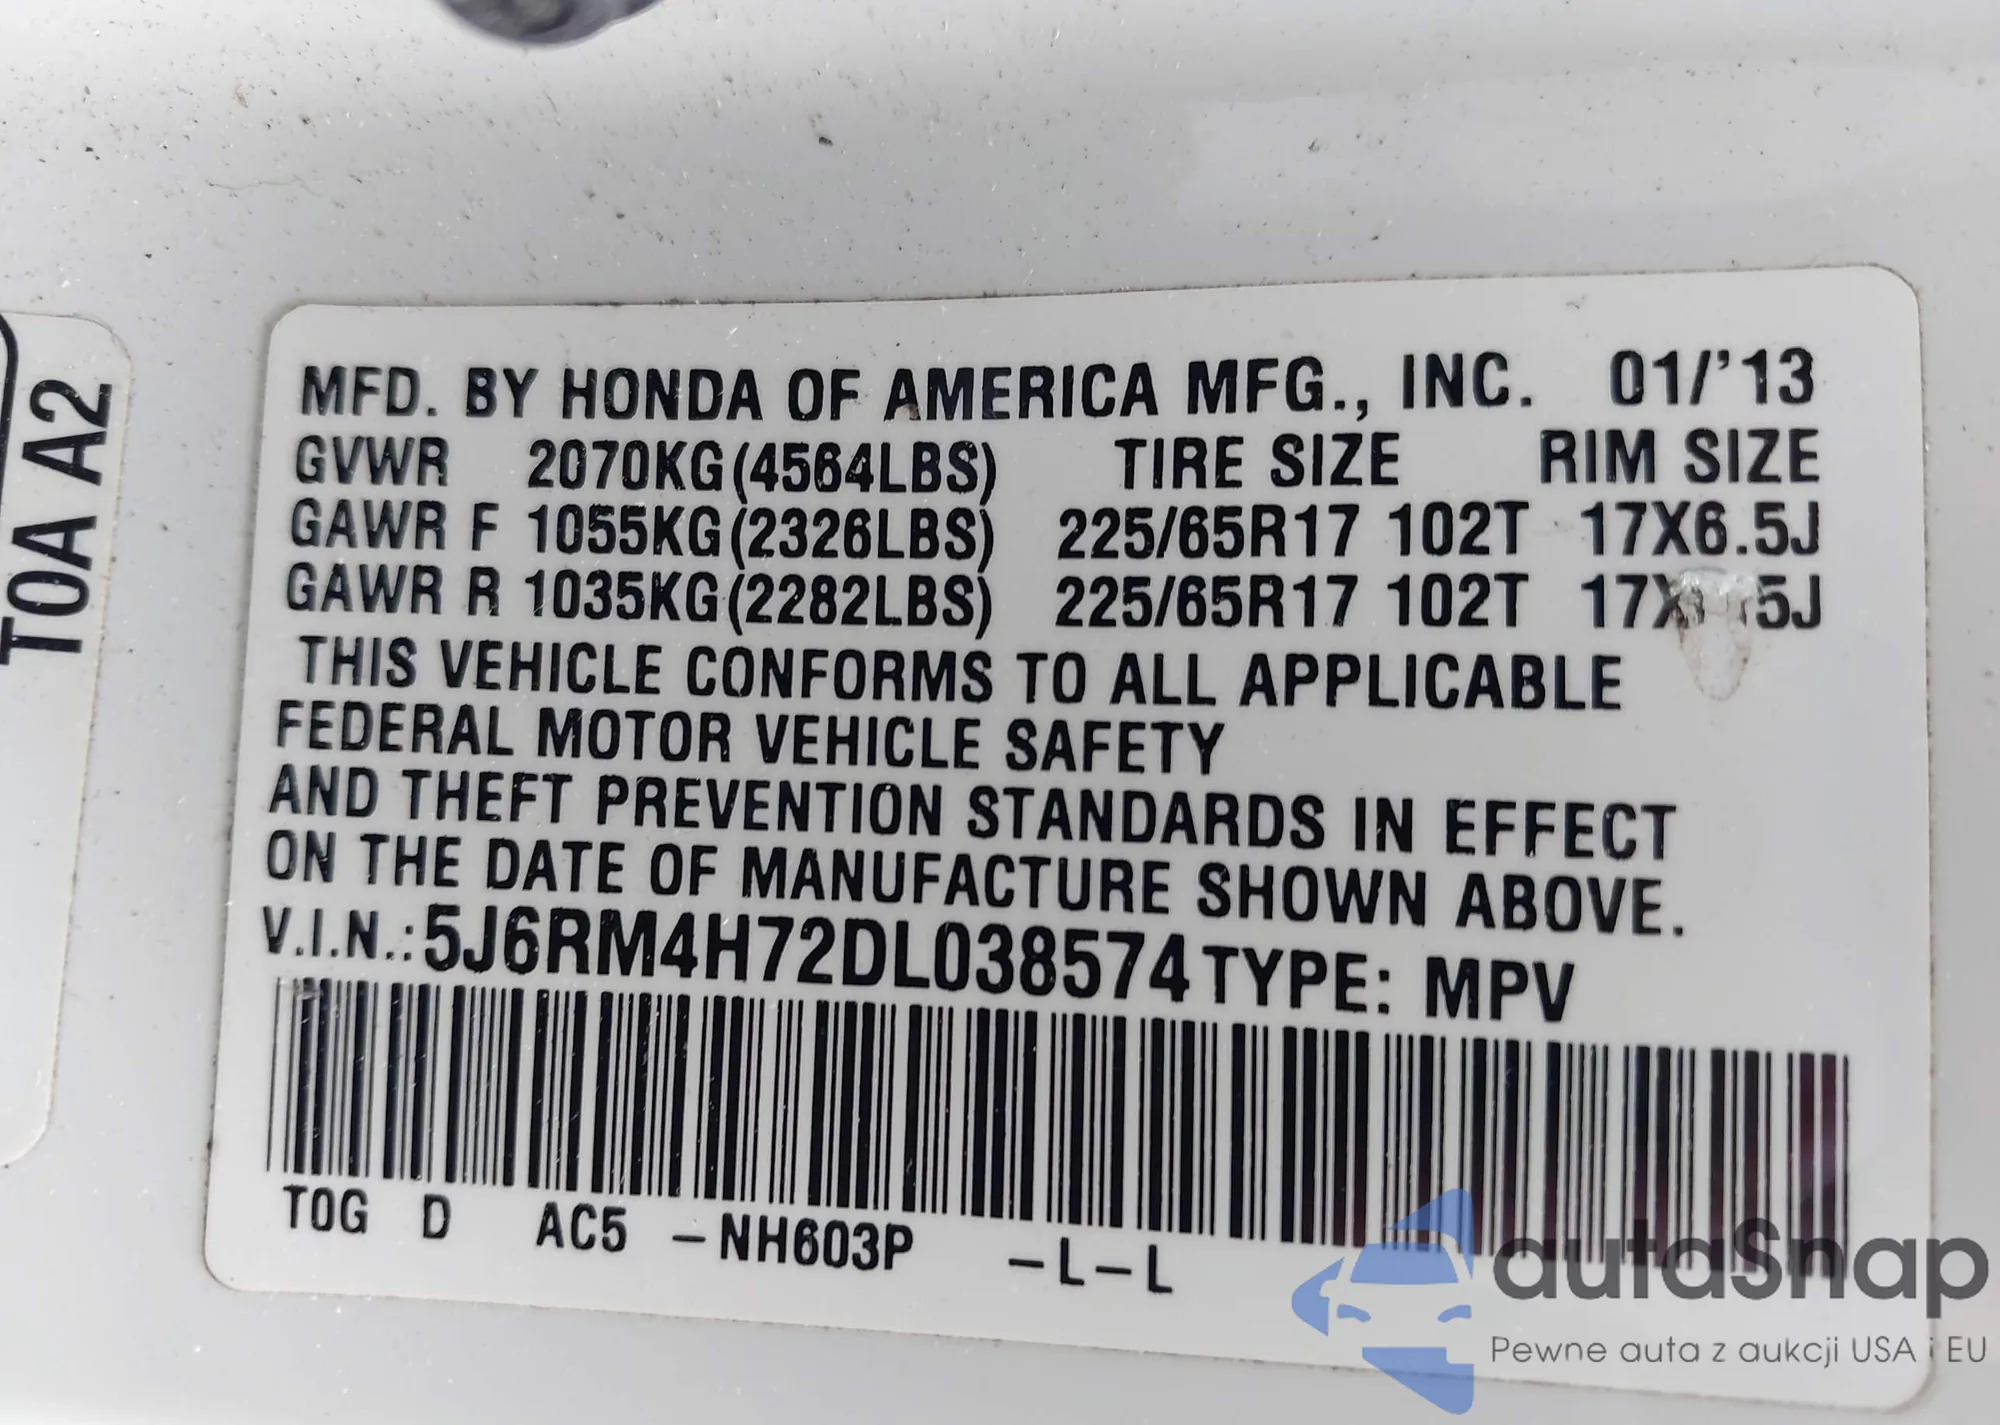 T0A A2
MFD. BY HONDA OF AMERICA MFG., INC. 01/'13
GVWR 2070KG(4564LBS) TIRE SIZE RIM SIZE
GAWR F 1055KG(2326LBS) 225/65R17 102T 17X6.5J
GAWR R 1035KG(2282LBS) 225/65R17 102T
THIS VEHICLE CONFORMS TO ALL APPLICABLE
FEDERAL MOTOR VEHICLE SAFETY
AND THEFT PREVENTION STANDARDS IN EFFECT
ON THE DATE OF MANUFACTURE SHOWN ABOVE.
V.I.N.:5J6RM4H72DL038574 TYPE: MPV
T0G D AC5 -NH603P -L-L
autaSnap
Pewne auta z aukcji USA i EU